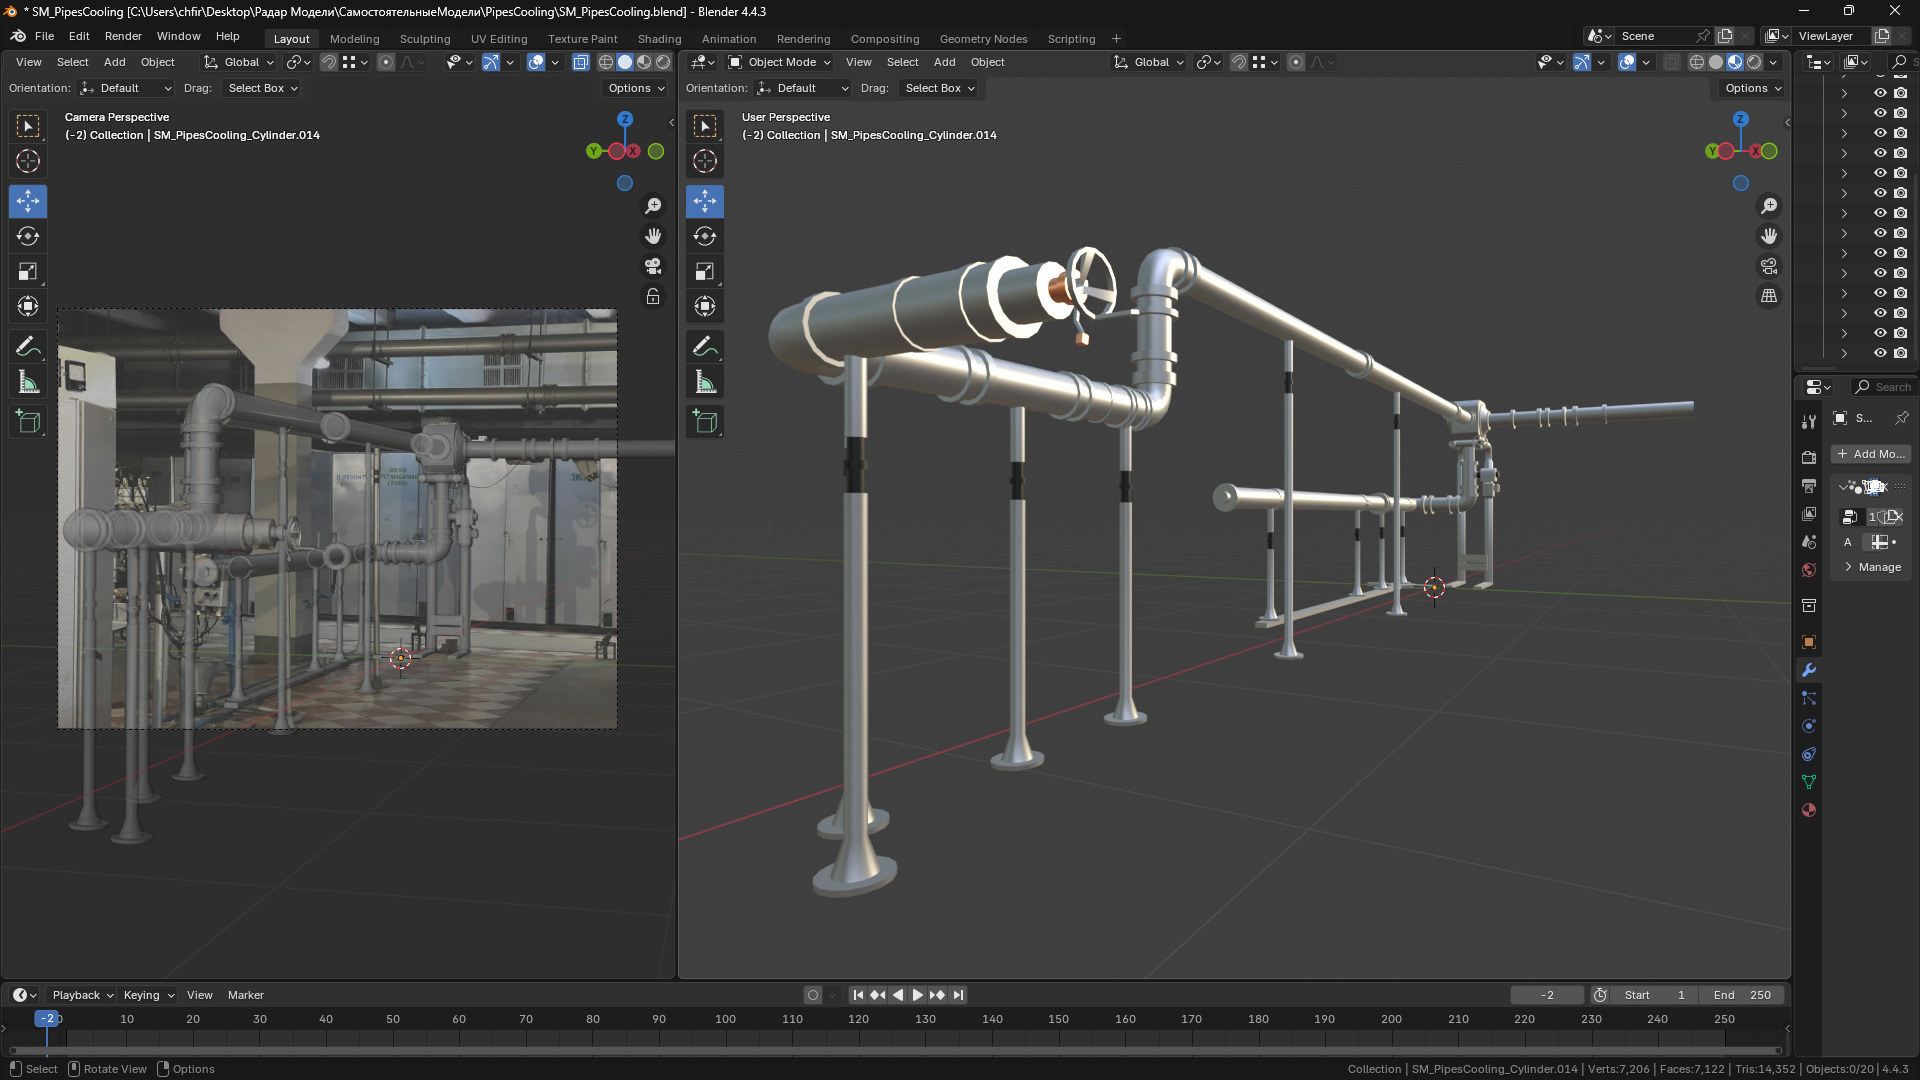 * SM_PipesCooling [C:\Users\chfir\Desktop\Радар Модели\СамостоятельныеМодели\PipesCooling\SM_PipesCooling.blend] - Blender 4.4.3
File Edit Render Window Help
Layout Modeling Sculpting UV Editing Texture Paint Shading Animation Rendering Compositing Geometry Nodes Scripting +
Scene
ViewLayer
View Select Add Object Global
Object Mode View Select Add Object Global
Orientation: Default Drag: Select Box Options
Orientation: Default Drag: Select Box Options
Camera Perspective
(-2) Collection | SM_PipesCooling_Cylinder.014
User Perspective
(-2) Collection | SM_PipesCooling_Cylinder.014
Z
Y
X
Z
Y
X
Search
S...
Add Mo...
1
A
Manage
Playback Keying View Marker
-2 Start 1 End 250
-2 0 10 20 30 40 50 60 70 80 90 100 110 120 130 140 150 160 170 180 190 200 210 220 230 240 250
Select Rotate View Options
Collection | SM_PipesCooling_Cylinder.014 | Verts:7,206 | Faces:7,122 | Tris:14,352 | Objects:0/20 | 4.4.3